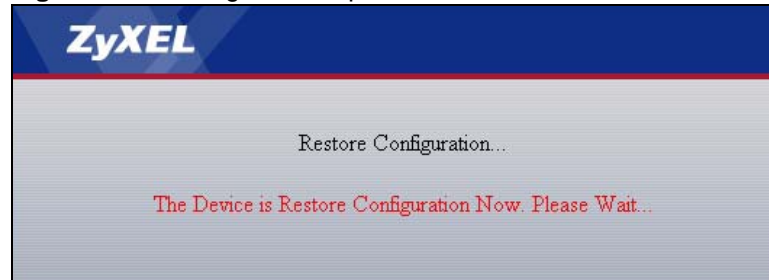 ZyXEL
Restore Configuration...
The Device is Restore Configuration Now. Please Wait...